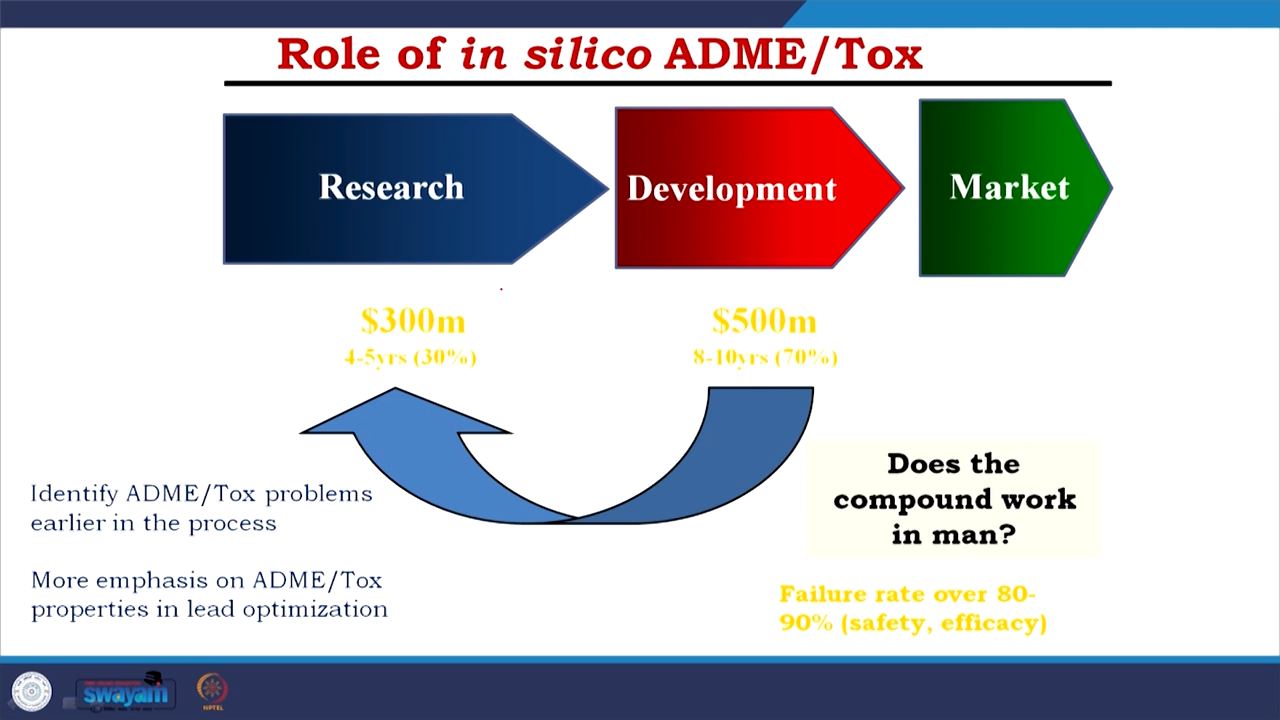 Role of in silico ADME/Tox
Research
Development
Market
$300m
4-5yrs (30%)
$500m
8-10yrs (70%)
Identify ADME/Tox problems
earlier in the process
More emphasis on ADME/Tox
properties in lead optimization
Does the
compound work
in man?
Failure rate over 80-
90% (safety, efficacy)
swayam
NPTEL